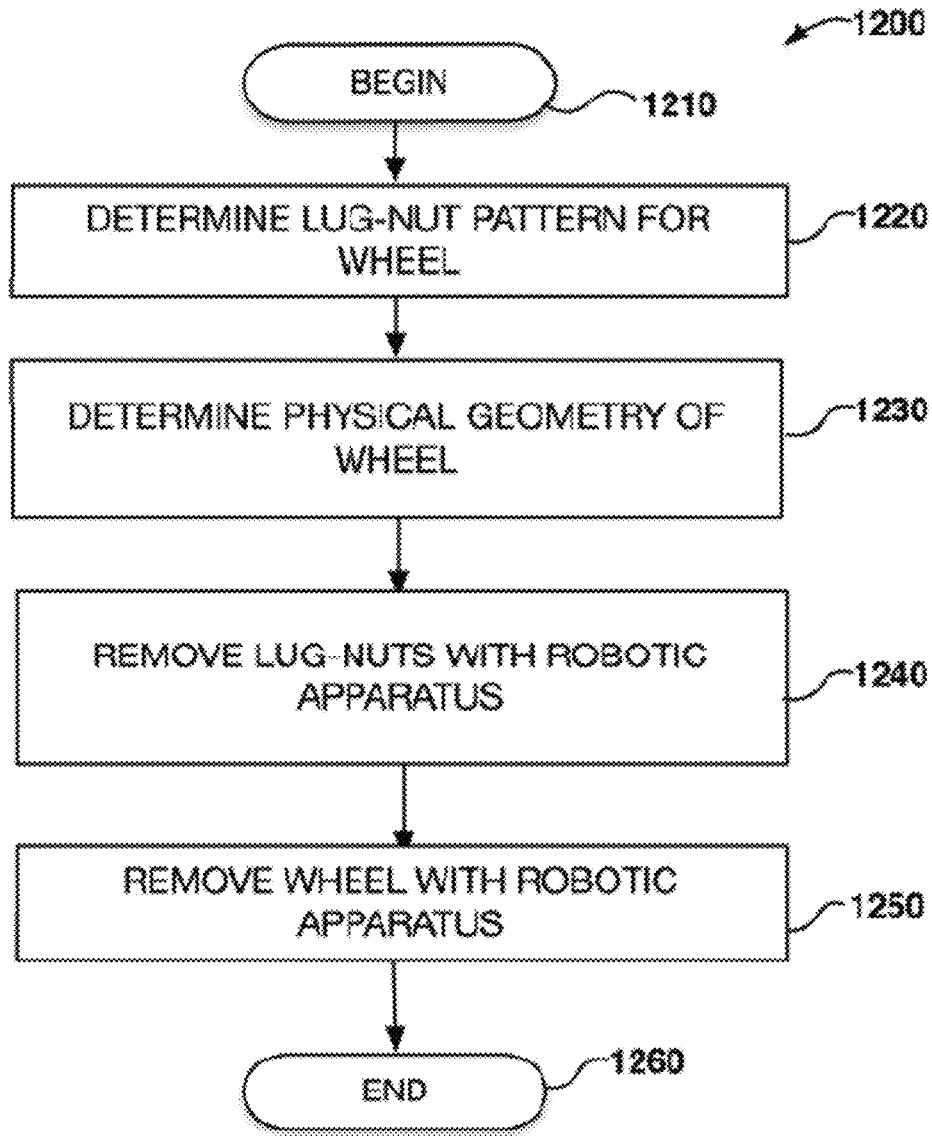 1200
BEGIN
1210
DETERMINE LUG-NUT PATTERN FOR
WHEEL
1220
DETERMINE PHYSICAL GEOMETRY OF
WHEEL
1230
REMOVE LUG-NUTS WITH ROBOTIC
APPARATUS
1240
REMOVE WHEEL WITH ROBOTIC
APPARATUS
1250
END
1260